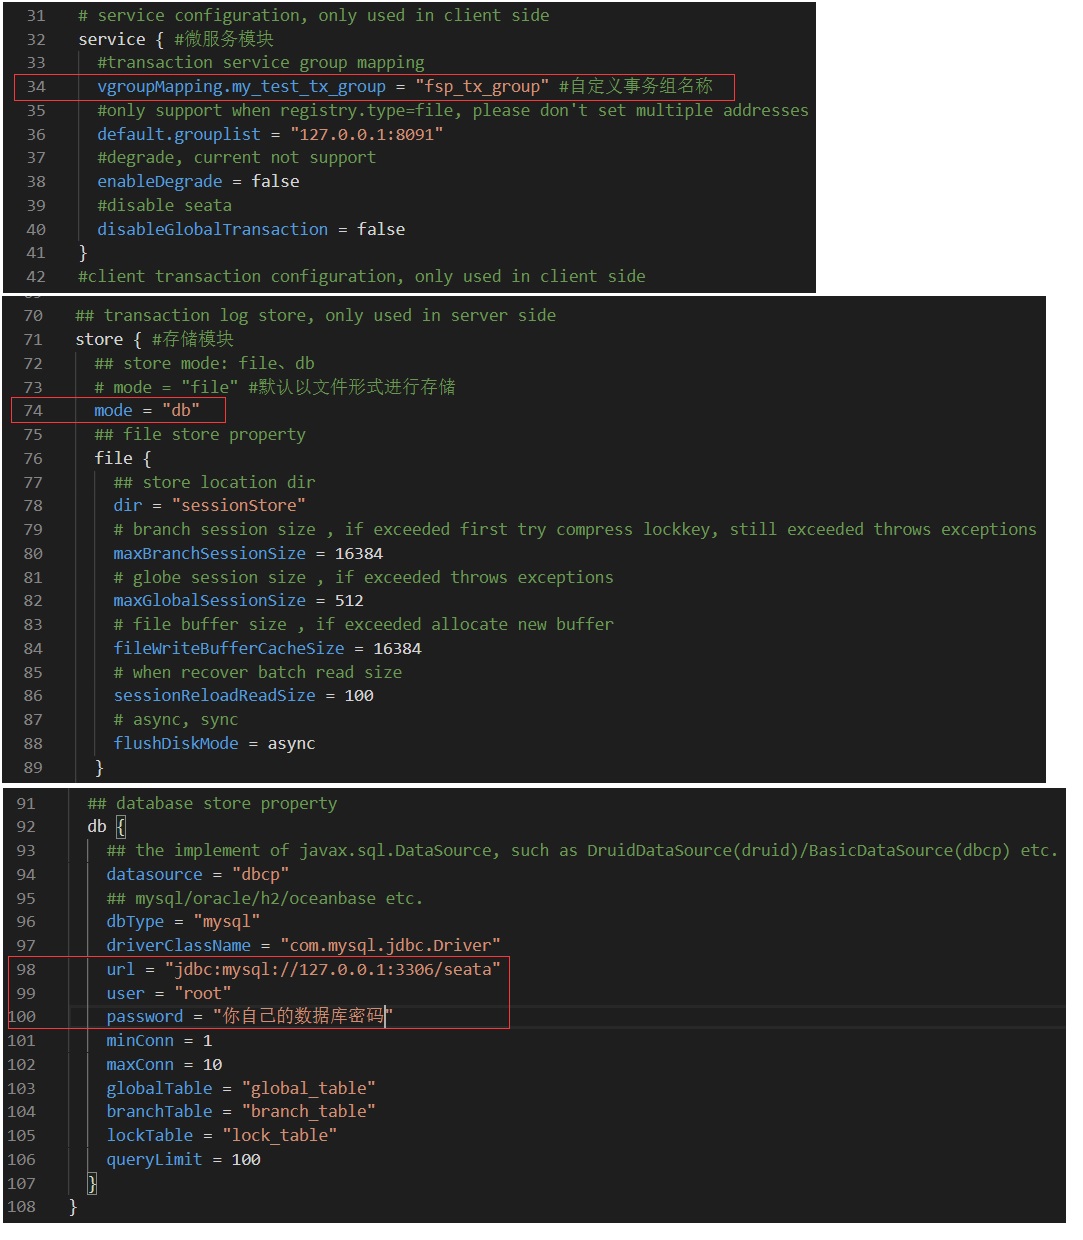 31 # service configuration, only used in client side
32 service { #微服务模块
33 #transaction service group mapping
34 vgroupMapping.my_test_tx_group = "fsp_tx_group" #自定义事务组名称
35 #only support when registry.type=file, please don't set multiple addresses
36 default.grouplist = "127.0.0.1:8091"
37 #degrade, current not support
38 enableDegrade = false
39 #disable seata
40 disableGlobalTransaction = false
41 }
42 #client transaction configuration, only used in client side
70 ## transaction log store, only used in server side
71 store { #存储模块
72 ## store mode: file、db
73 # mode = "file" #默认以文件形式进行存储
74 mode = "db"
75 ## file store property
76 file {
77 ## store location dir
78 dir = "sessionStore"
79 # branch session size , if exceeded first try compress lockkey, still exceeded throws exceptions
80 maxBranchSessionSize = 16384
81 # globe session size , if exceeded throws exceptions
82 maxGlobalSessionSize = 512
83 # file buffer size , if exceeded allocate new buffer
84 fileWriteBufferCacheSize = 16384
85 # when recover batch read size
86 sessionReloadReadSize = 100
87 # async, sync
88 flushDiskMode = async
89 }
91 ## database store property
92 db {
93 ## the implement of javax.sql.DataSource, such as DruidDataSource(druid)/BasicDataSource(dbcp) etc.
94 datasource = "dbcp"
95 ## mysql/oracle/h2/oceanbase etc.
96 dbType = "mysql"
97 driverClassName = "com.mysql.jdbc.Driver"
98 url = "jdbc:mysql://127.0.0.1:3306/seata"
99 user = "root"
100 password = "你自己的数据库密码"
101 minConn = 1
102 maxConn = 10
103 globalTable = "global_table"
104 branchTable = "branch_table"
105 lockTable = "lock_table"
106 queryLimit = 100
107 }
108 }